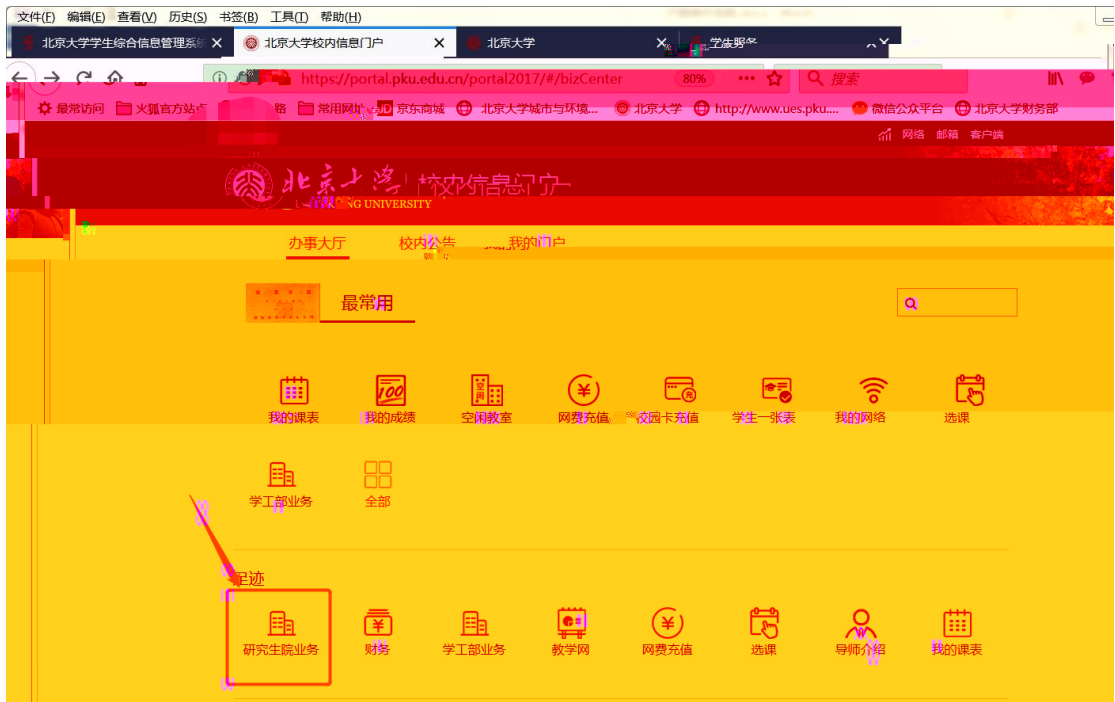 文件(F) 编辑(E) 查看(V) 历史(S) 书签(B) 工具(T) 帮助(H)
北京大学学生综合信息管理系统 北京大学校内信息门户 北京大学
https://portal.pku.edu.cn/portal2017/#/bizCenter 80% 搜索
最常访问 火狐官方站点 常用网址 JD 京东商城 北京大学城市与环境... 北京大学 http://www.ues.pku.... 微信公众平台 北京大学财务部
网络 邮箱 客户端
北京大学 校内信息门户
办事大厅 校内公告 我的门户
最常用
我的课表 我的成绩 空闲教室 网费充值 校园卡充值 学生一张表 我的网络 选课
学工部业务 全部
足迹
研究生院业务 财务 学工部业务 教学网 网费充值 选课 导师介绍 我的课表